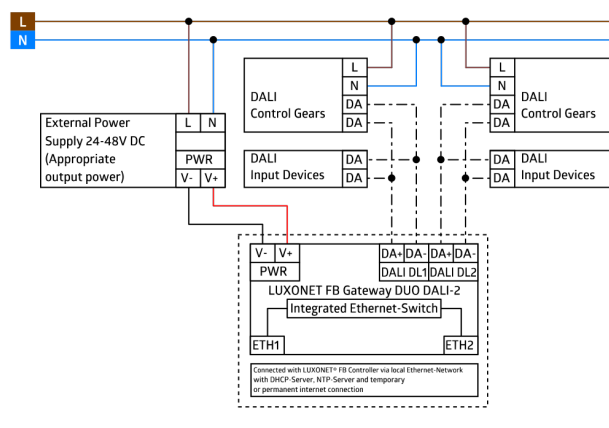 L
N
L
N
DA
DA
DALI
Control Gears
L
N
DA
DA
DALI
Control Gears
External Power
Supply 24-48V DC
(Appropriate
output power)
L N
PWR
V- V+
DALI
Input Devices
DA
DA
DA
DA
DALI
Input Devices
V- V+
PWR
DA+ DA- DA+ DA-
DALI DL1 DALI DL2
LUXONET FB Gateway DUO DALI-2
Integrated Ethernet-Switch
ETH1
ETH2
Connected with LUXONET® FB Controller via local Ethernet-Network
with DHCP-Server, NTP-Server and temporary
or permanent internet connection